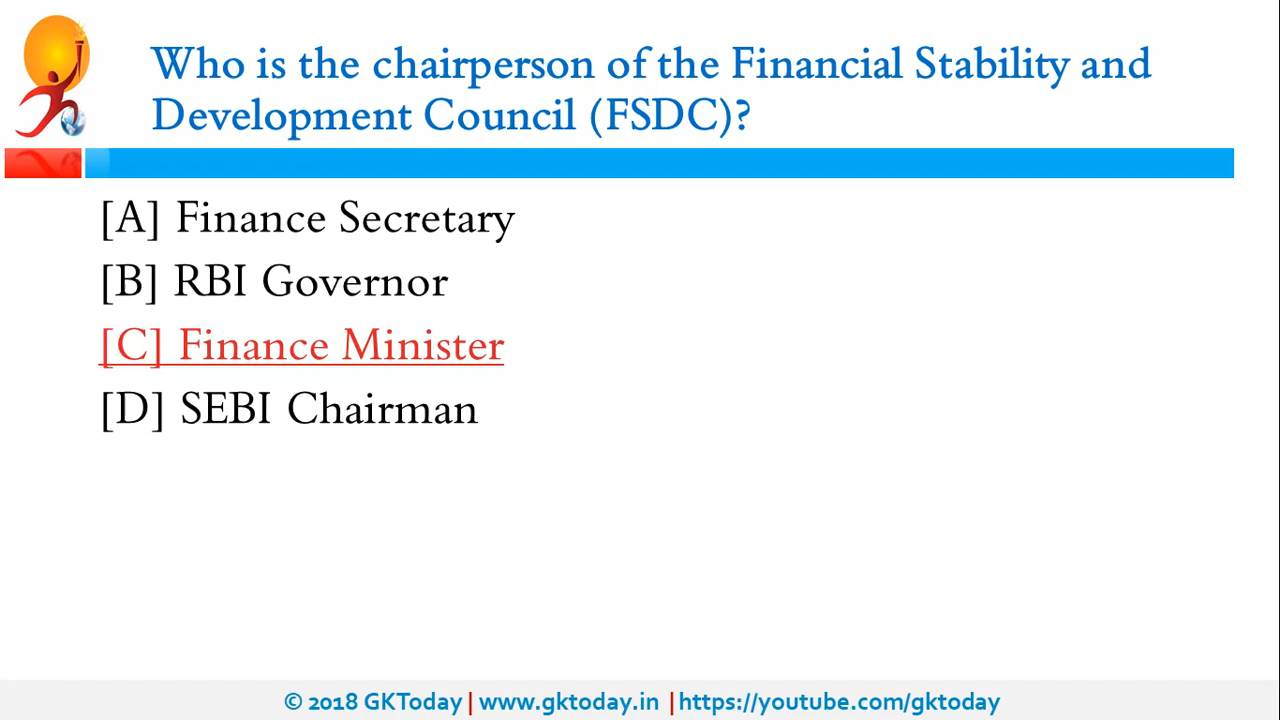 Who is the chairperson of the Financial Stability and
Development Council (FSDC)?
[A] Finance Secretary
[B] RBI Governor
[C] Finance Minister
[D] SEBI Chairman
© 2018 GKToday | www.gktoday.in | https://youtube.com/gktoday